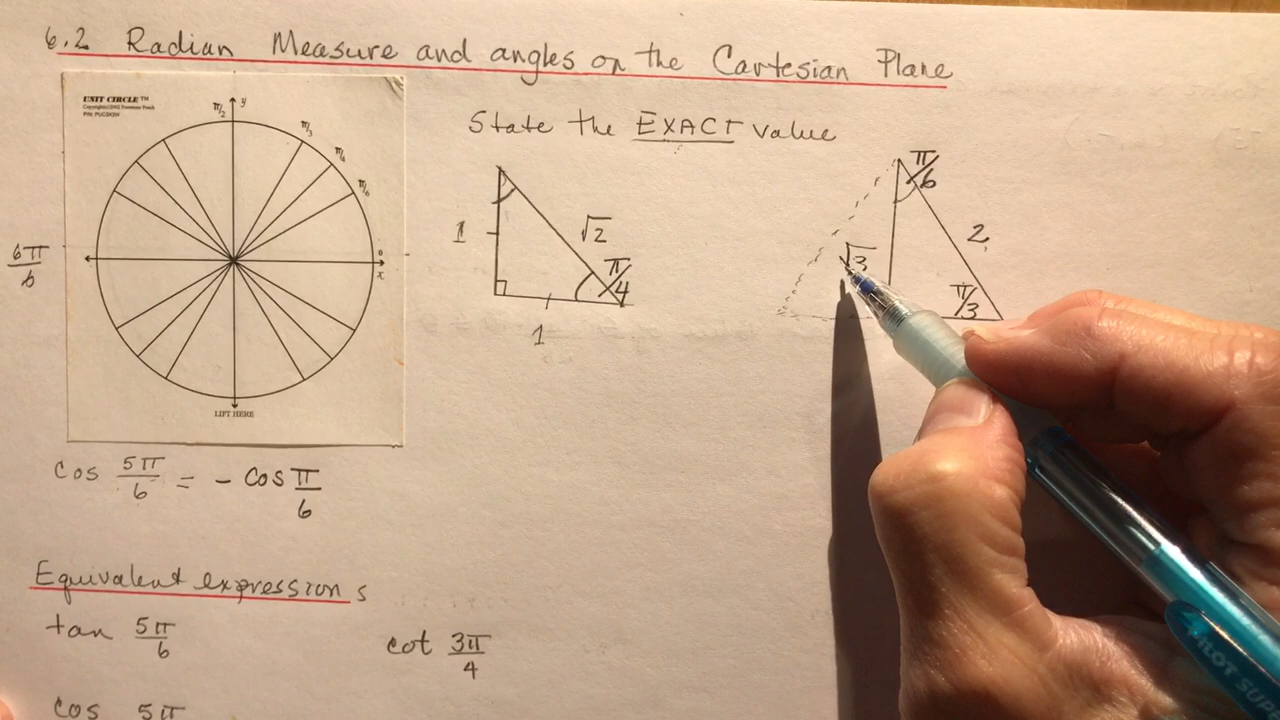 6.2 Radian Measure and angles on the Cartesian Plane
UNIT CIRCLE™
LIFT HERE
π/2
y
π/3
π/4
π/6
0
x
6π/6
State the EXACT value
1
√2
π/4
1
π/6
2
√3
π/3
cos 5π/6 = - cos π/6
Equivalent expressions
tan 5π/6
cot 3π/4
cos 5π
PILOT SUP